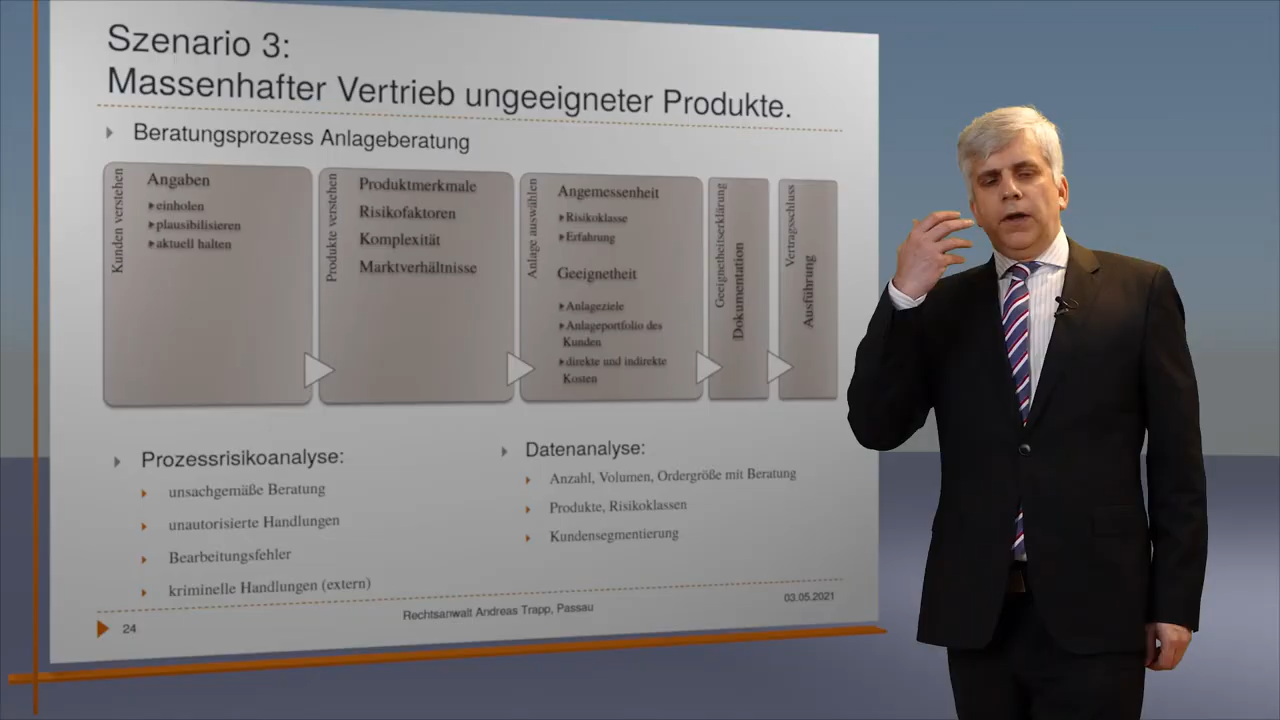 Szenario 3:
Massenhafter Vertrieb ungeeigneter Produkte.
Beratungsprozess Anlageberatung
Kunden verstehen
Angaben
einholen
plausibilisieren
aktuell halten
Produkte verstehen
Produktmerkmale
Risikofaktoren
Komplexität
Marktverhältnisse
Anlage auswählen
Angemessenheit
Risikoklasse
Erfahrung
Geeignetheit
Anlageziele
Anlageportfolio des
Kunden
direkte und indirekte
Kosten
Geeignetheitserklärung
Dokumentation
Vertragsschluss
Ausführung
Prozessrisikoanalyse:
unsachgemäße Beratung
unautorisierte Handlungen
Bearbeitungsfehler
kriminelle Handlungen (extern)
Datenanalyse:
Anzahl, Volumen, Ordergröße mit Beratung
Produkte, Risikoklassen
Kundensegmentierung
24
Rechtsanwalt Andreas Trapp, Passau
03.05.2021